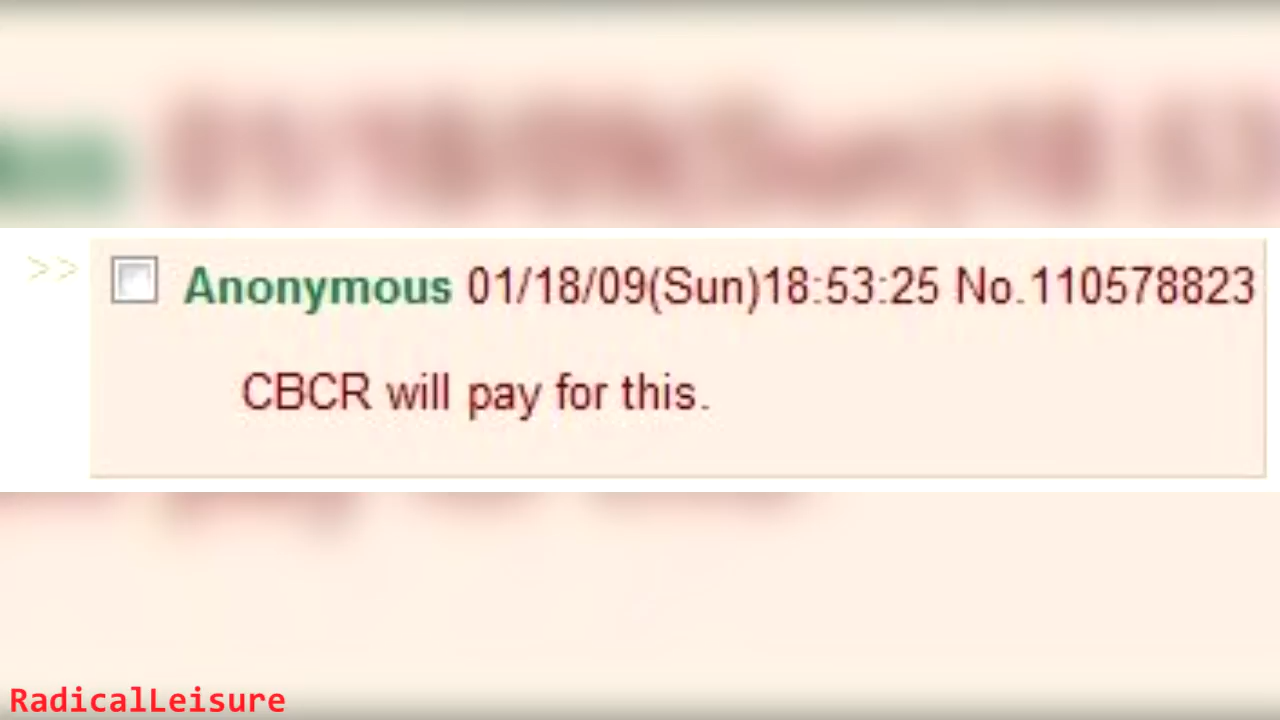 >> Anonymous 01/18/09(Sun)18:53:25 No.110578823
CBCR will pay for this.
RadicalLeisure